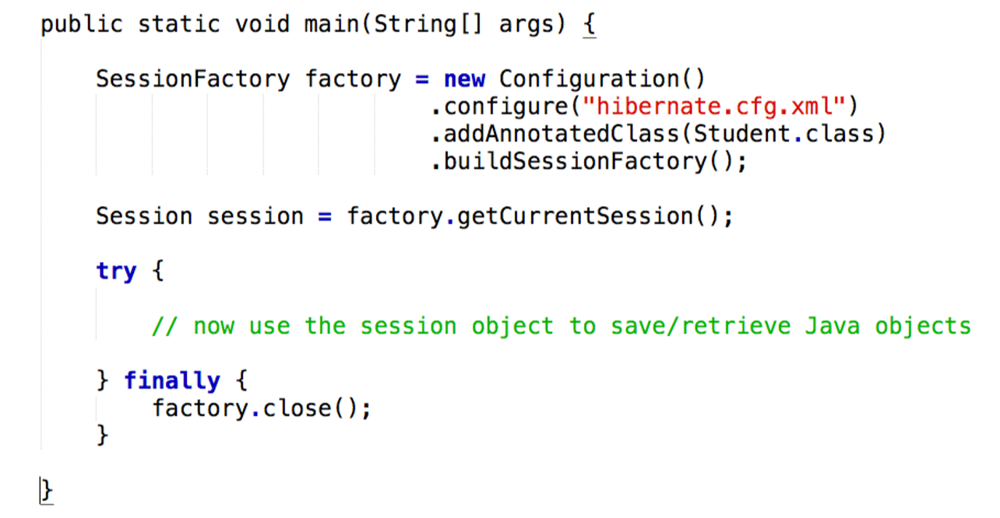 public static void main(String[] args) {
SessionFactory factory = new Configuration()
.configure("hibernate.cfg.xml")
.addAnnotatedClass(Student.class)
.buildSessionFactory();
Session session = factory.getCurrentSession();
try {
// now use the session object to save/retrieve Java objects
} finally {
factory.close();
}
}